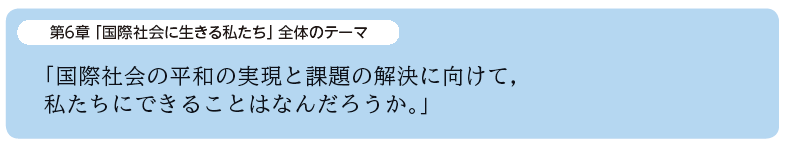 第6章「国際社会に生きる私たち」全体のテーマ
「国際社会の平和の実現と課題の解決に向けて，
私たちにできることはなんだろうか。」